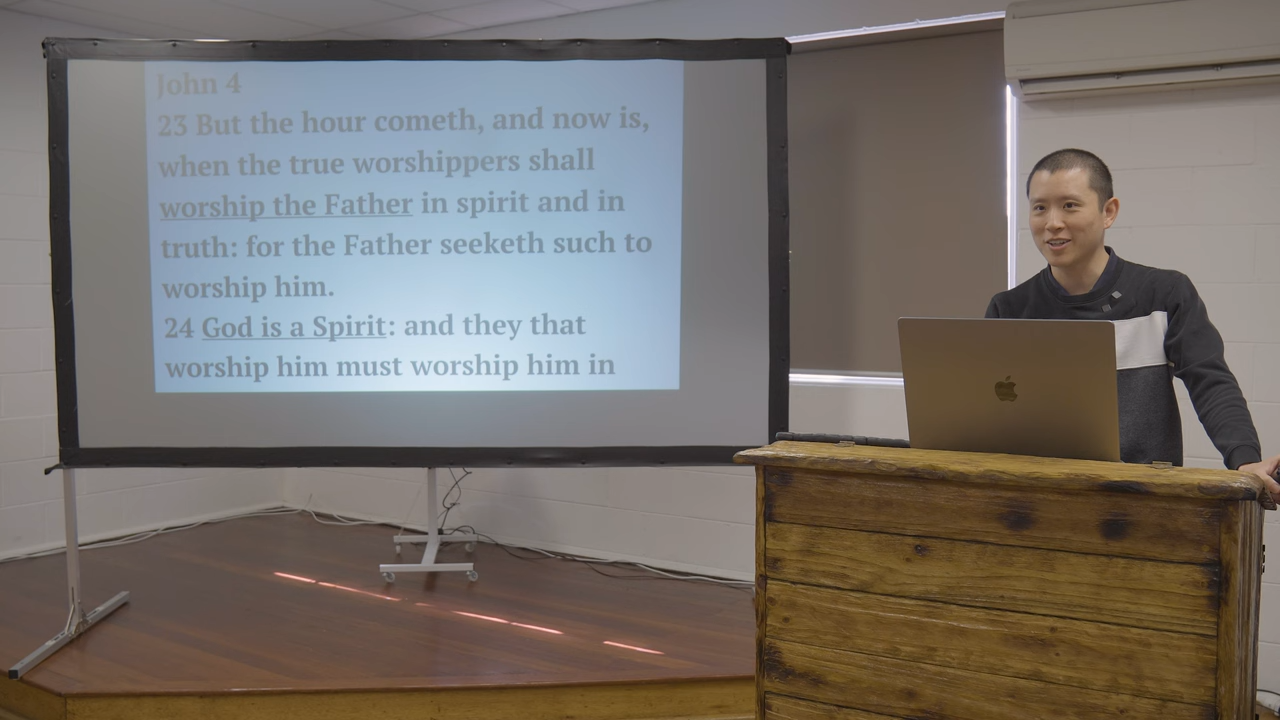 John 4
23 But the hour cometh, and now is,
when the true worshippers shall
worship the Father in spirit and in
truth: for the Father seeketh such to
worship him.
24 God is a Spirit: and they that
worship him must worship him in